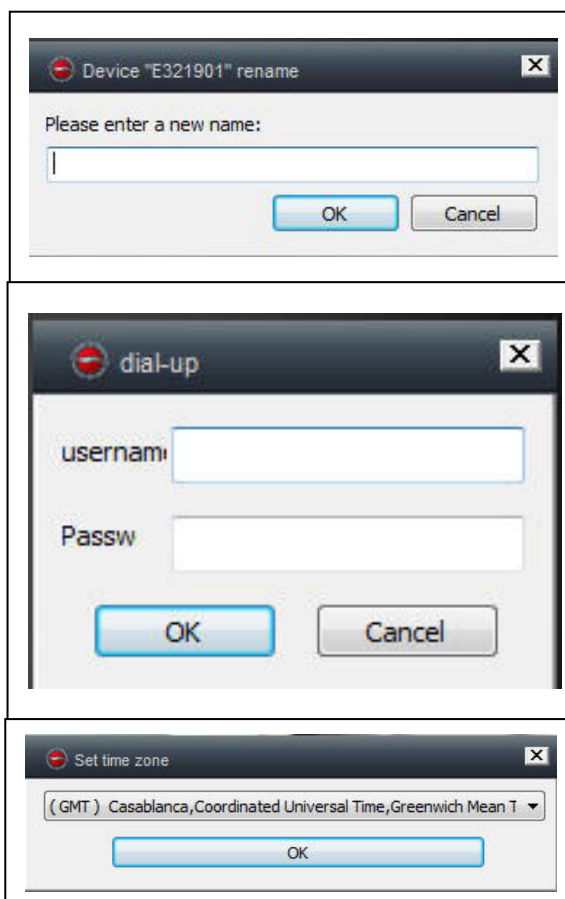 Device "E321901" rename
Please enter a new name:
OK Cancel
dial-up
usernam
Passw
OK Cancel
Set time zone
( GMT ) Casablanca,Coordinated Universal Time,Greenwich Mean T
OK